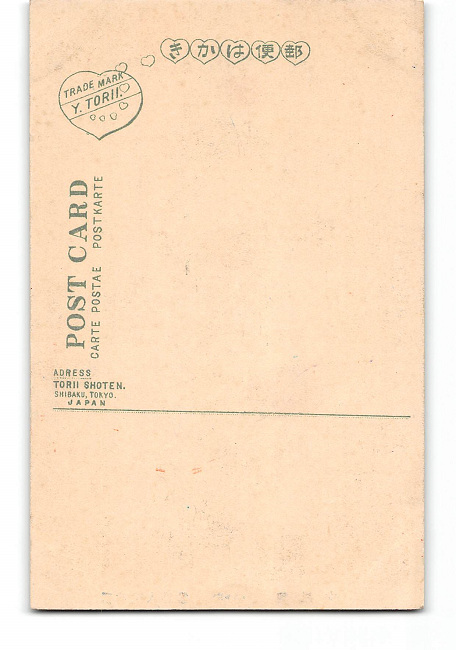 きかは便郵
TRADE MARK
Y. TORII.
POST CARD
CARTE POSTAE POSTKARTE
ADRESS
TORII SHOTEN.
SHIBAKU, TOKYO.
JAPAN